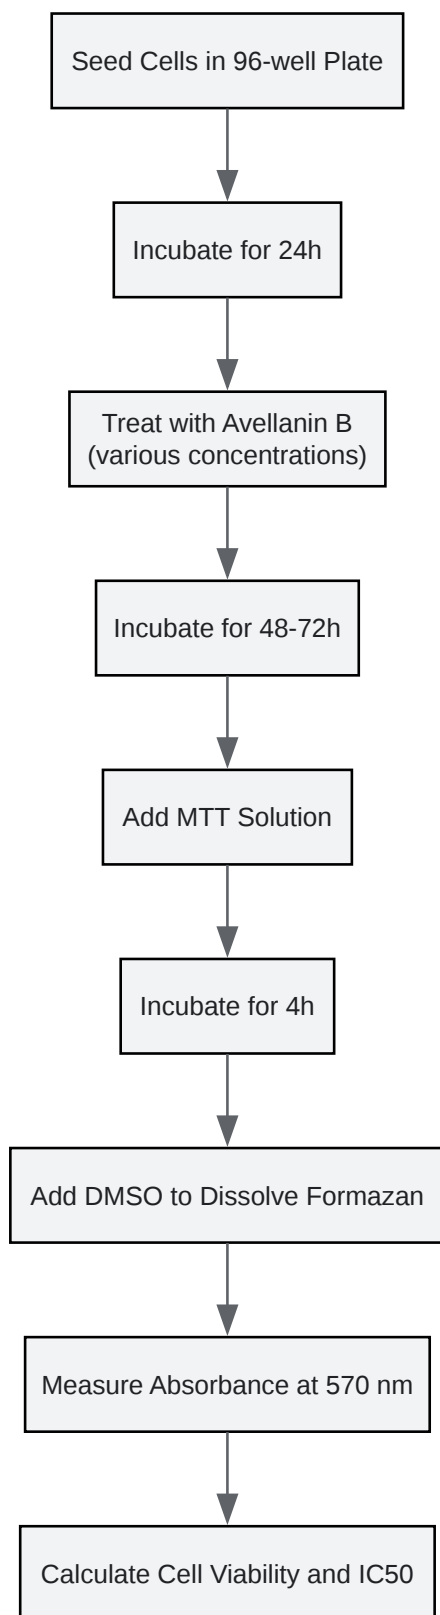 Seed Cells in 96-well Plate
Incubate for 24h
Treat with Avellanin B
(various concentrations)
Incubate for 48-72h
Add MTT Solution
Incubate for 4h
Add DMSO to Dissolve Formazan
Measure Absorbance at 570 nm
Calculate Cell Viability and IC50